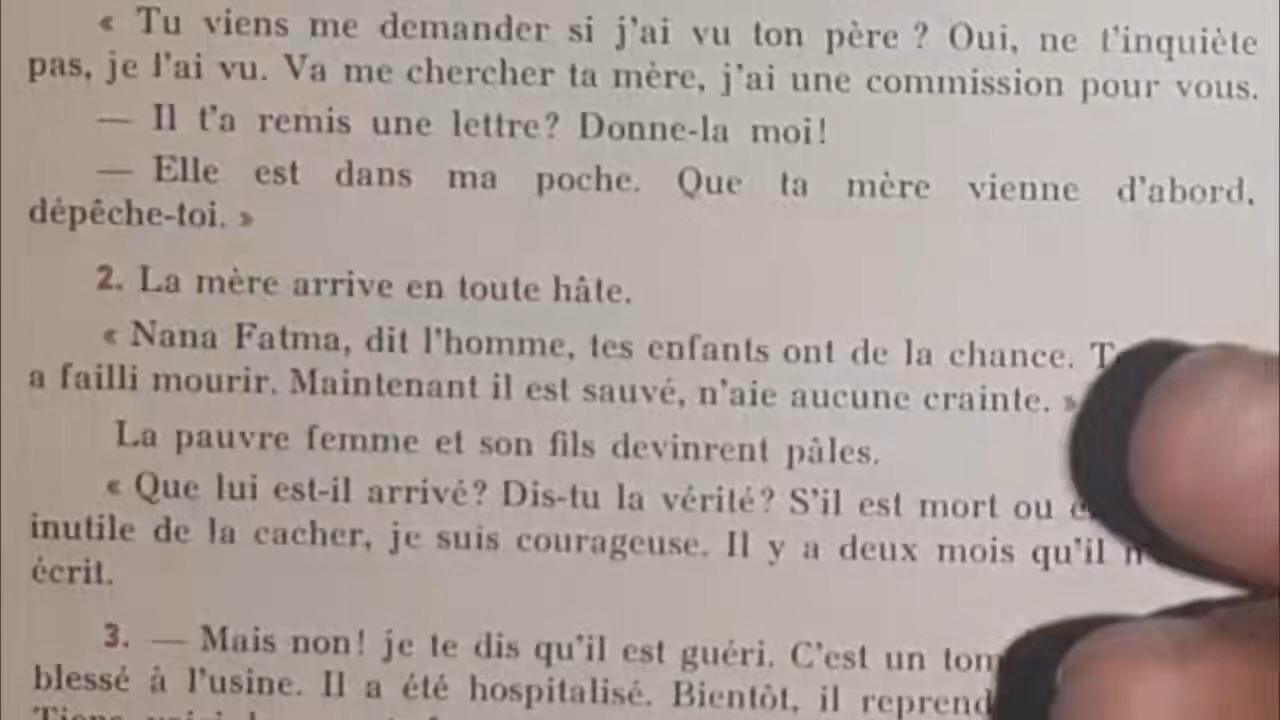 « Tu viens me demander si j'ai vu ton père ? Oui, ne t'inquiète
pas, je l'ai vu. Va me chercher ta mère, j'ai une commission pour vous.
— Il t'a remis une lettre? Donne-la moi!
— Elle est dans ma poche. Que ta mère vienne d'abord,
dépêche-toi. »
2. La mère arrive en toute hâte.
« Nana Fatma, dit l'homme, tes enfants ont de la chance.
a failli mourir. Maintenant il est sauvé, n'aie aucune crainte. »
La pauvre femme et son fils devinrent pâles.
« Que lui est-il arrivé? Dis-tu la vérité? S'il est mort ou
inutile de la cacher, je suis courageuse. Il y a deux mois qu'il
écrit.
3. — Mais non! je te dis qu'il est guéri. C'est un
blessé à l'usine. Il a été hospitalisé. Bientôt, il